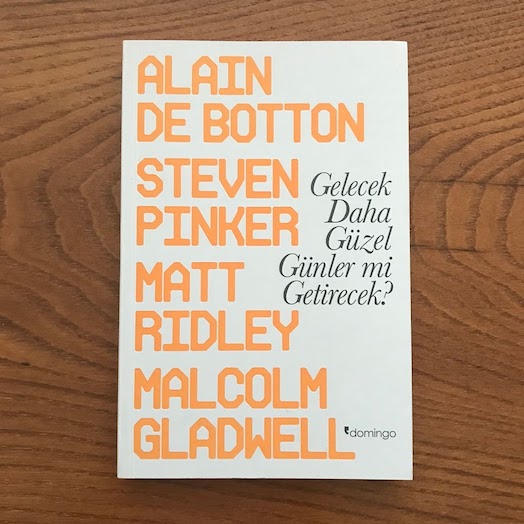 ALAIN
DE BOTTON
STEVEN
PINKER
MATT
RIDLEY
MALCOLM
GLADWELL
Gelecek
Daha
Güzel
Günler mi
Getirecek?
domingo